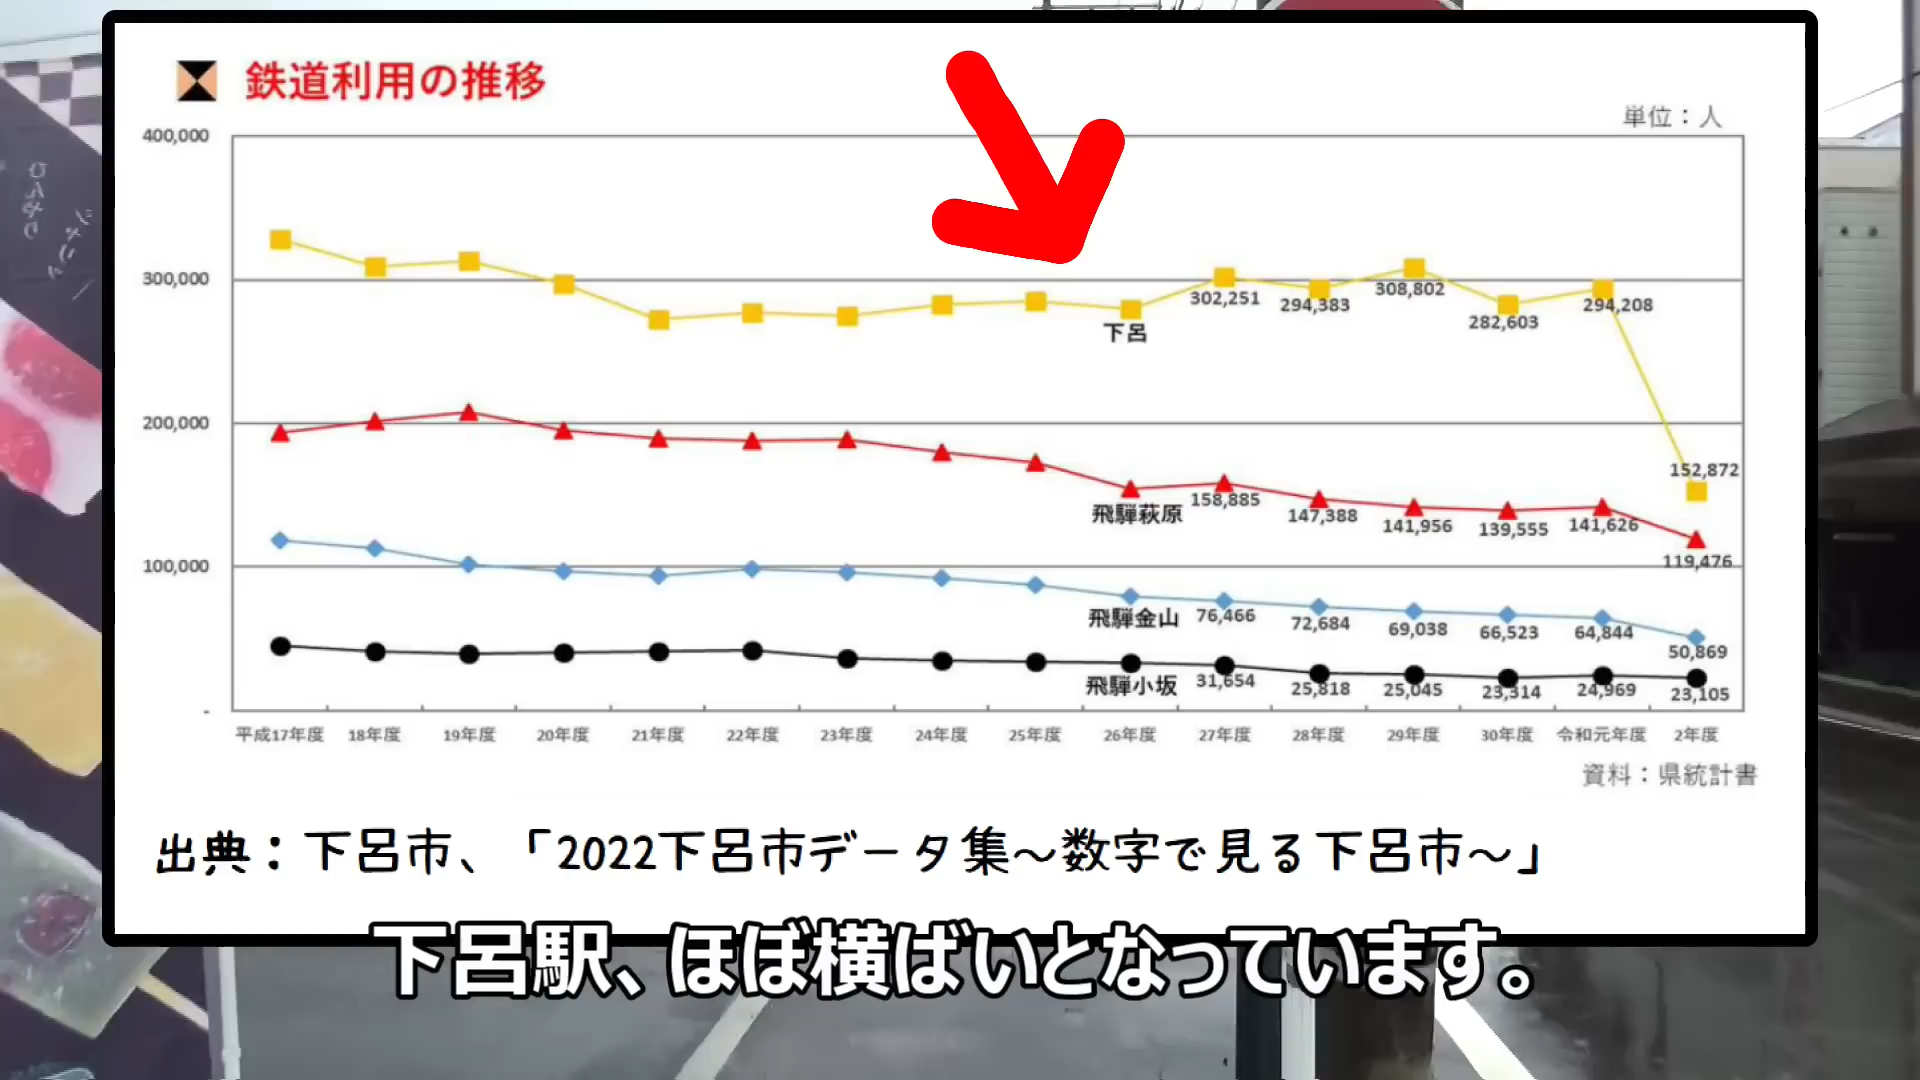 鉄道利用の推移
単位：人
400,000
300,000
200,000
100,000
-
302,251
294,383
308,802
282,603
294,208
152,872
下呂
158,885
147,388
141,956
139,555
141,626
119,476
飛騨萩原
飛騨金山
76,466
72,684
69,038
66,523
64,844
50,869
飛騨小坂
31,654
25,818
25,045
23,314
24,969
23,105
平成17年度 18年度 19年度 20年度 21年度 22年度 23年度 24年度 25年度 26年度 27年度 28年度 29年度 30年度 令和元年度 2年度
資料：県統計書
出典：下呂市、「2022下呂市データ集～数字で見る下呂市～」
下呂駅、ほぼ横ばいとなっています。
ひんやり